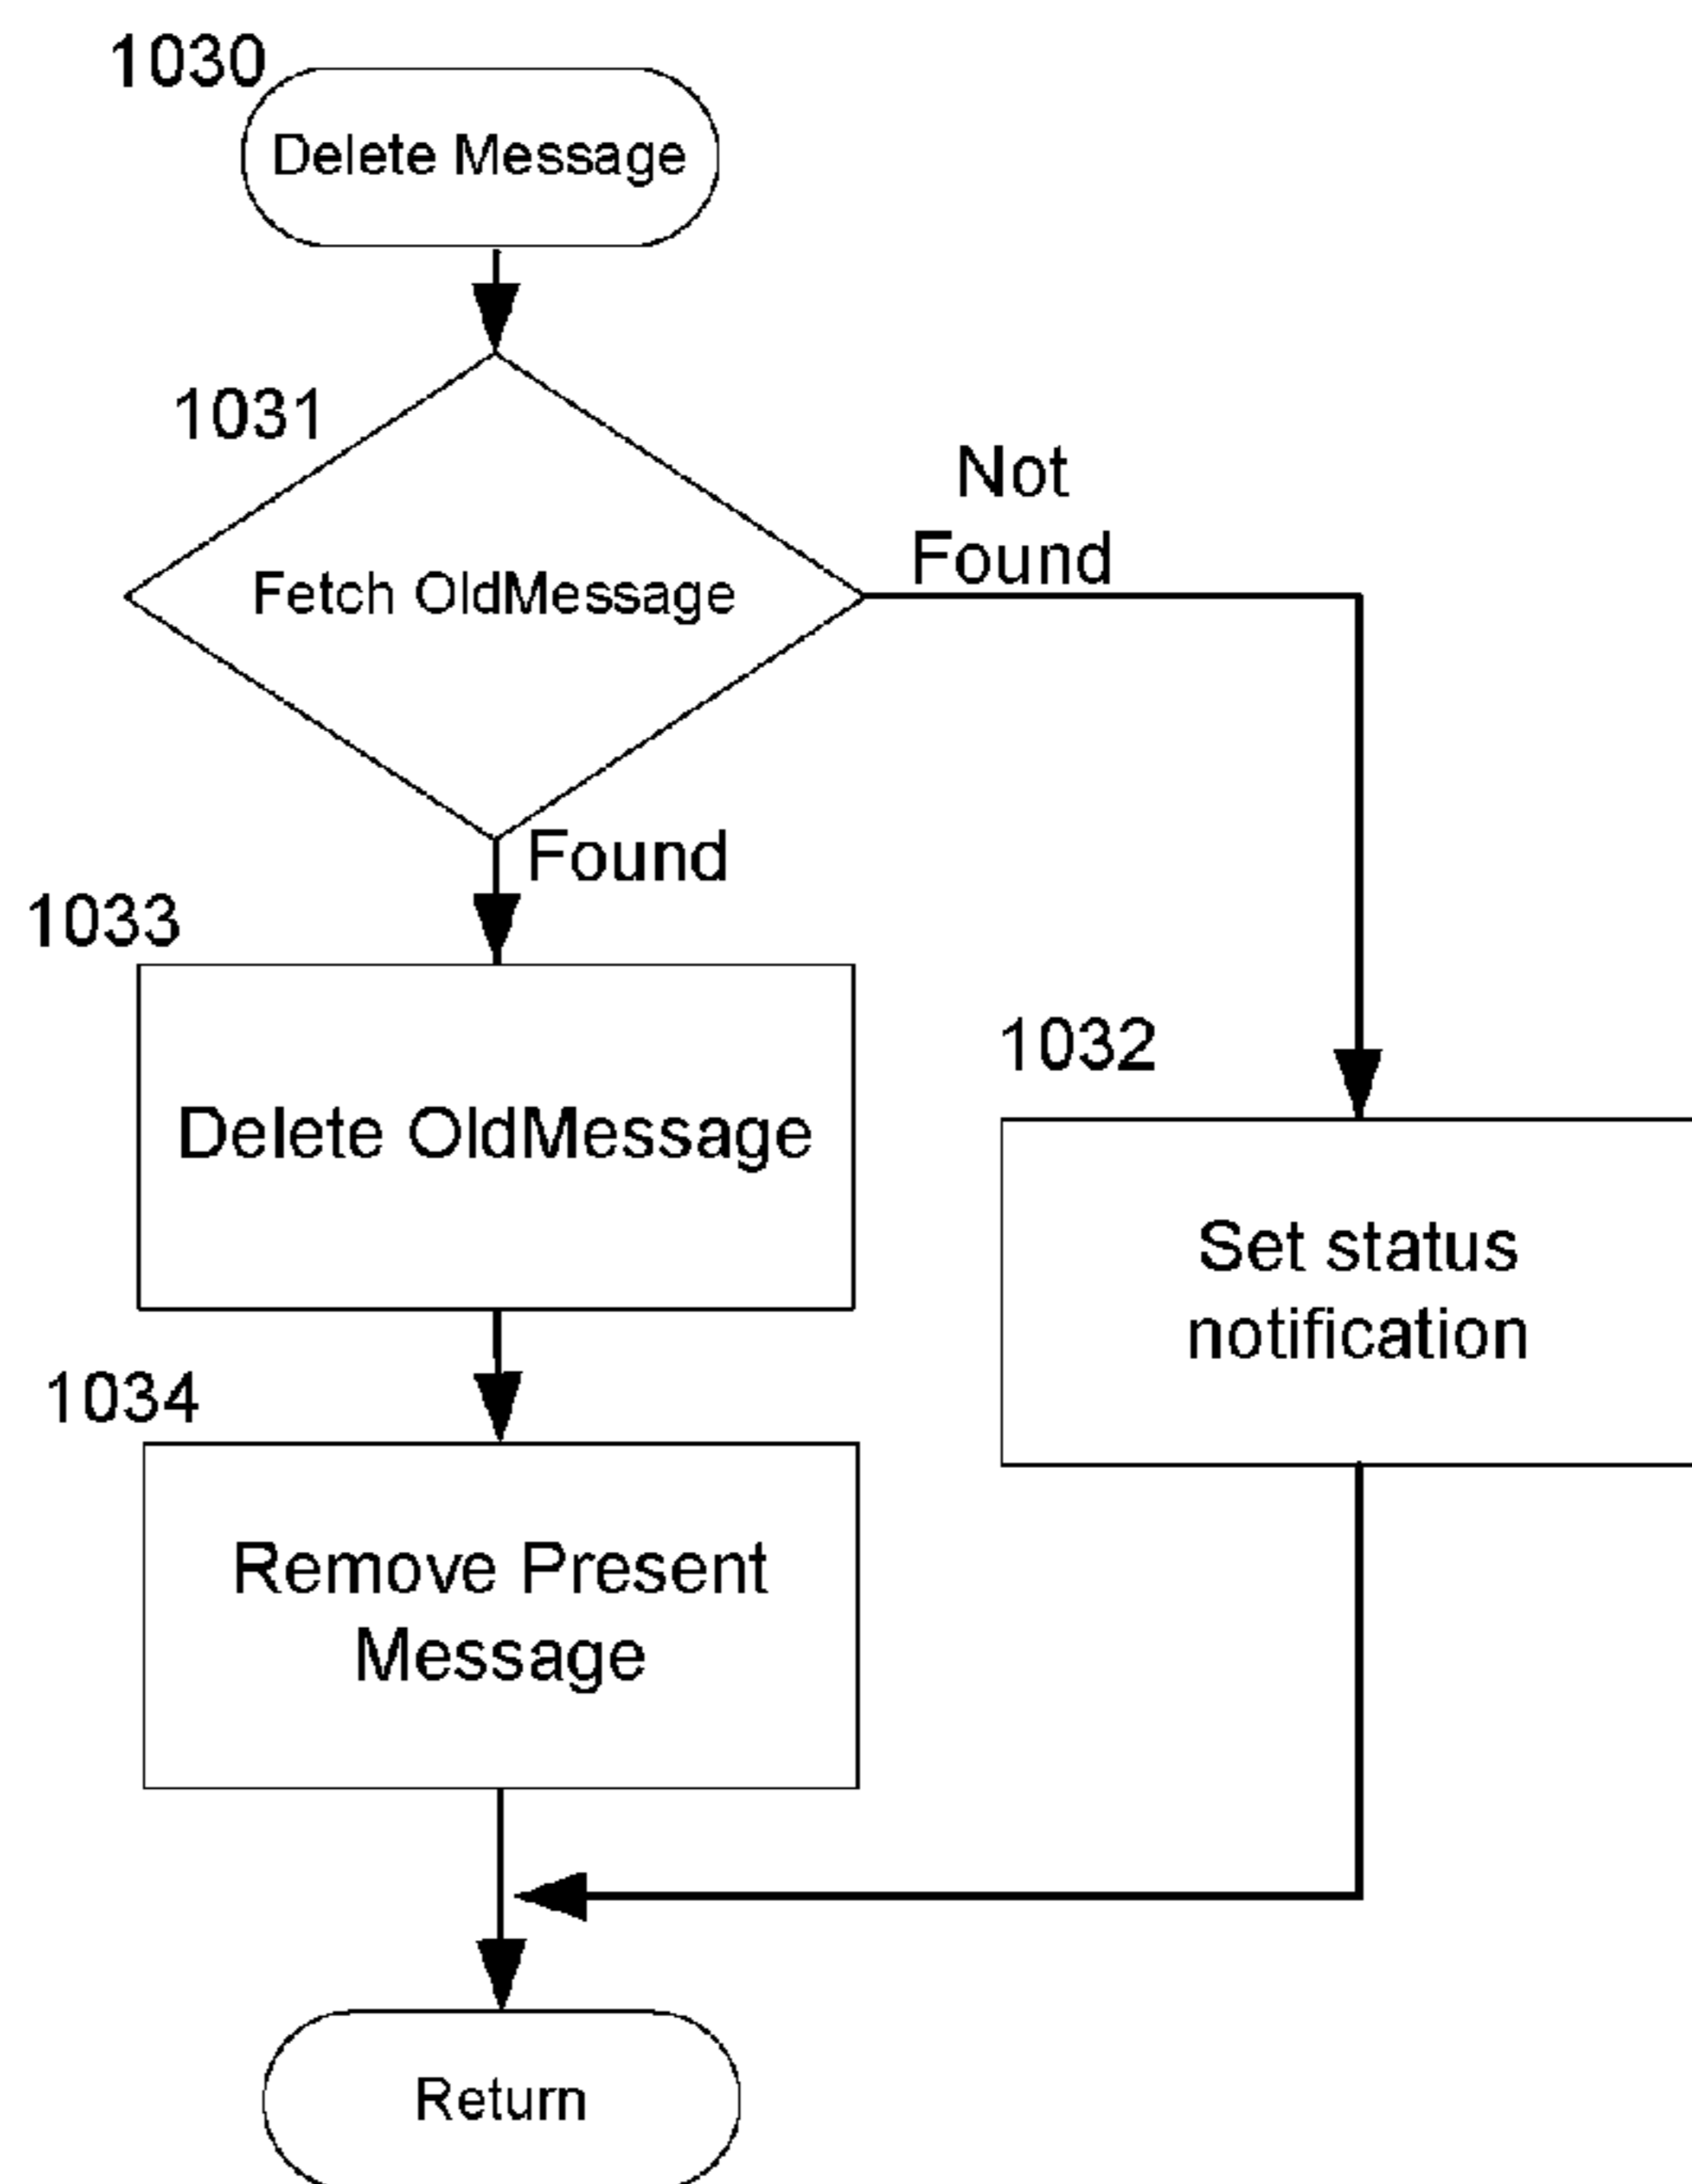 1030
Delete Message
1031
Fetch OldMessage
Not
Found
Found
1033
Delete OldMessage
1032
Set status
notification
1034
Remove Present
Message
Return